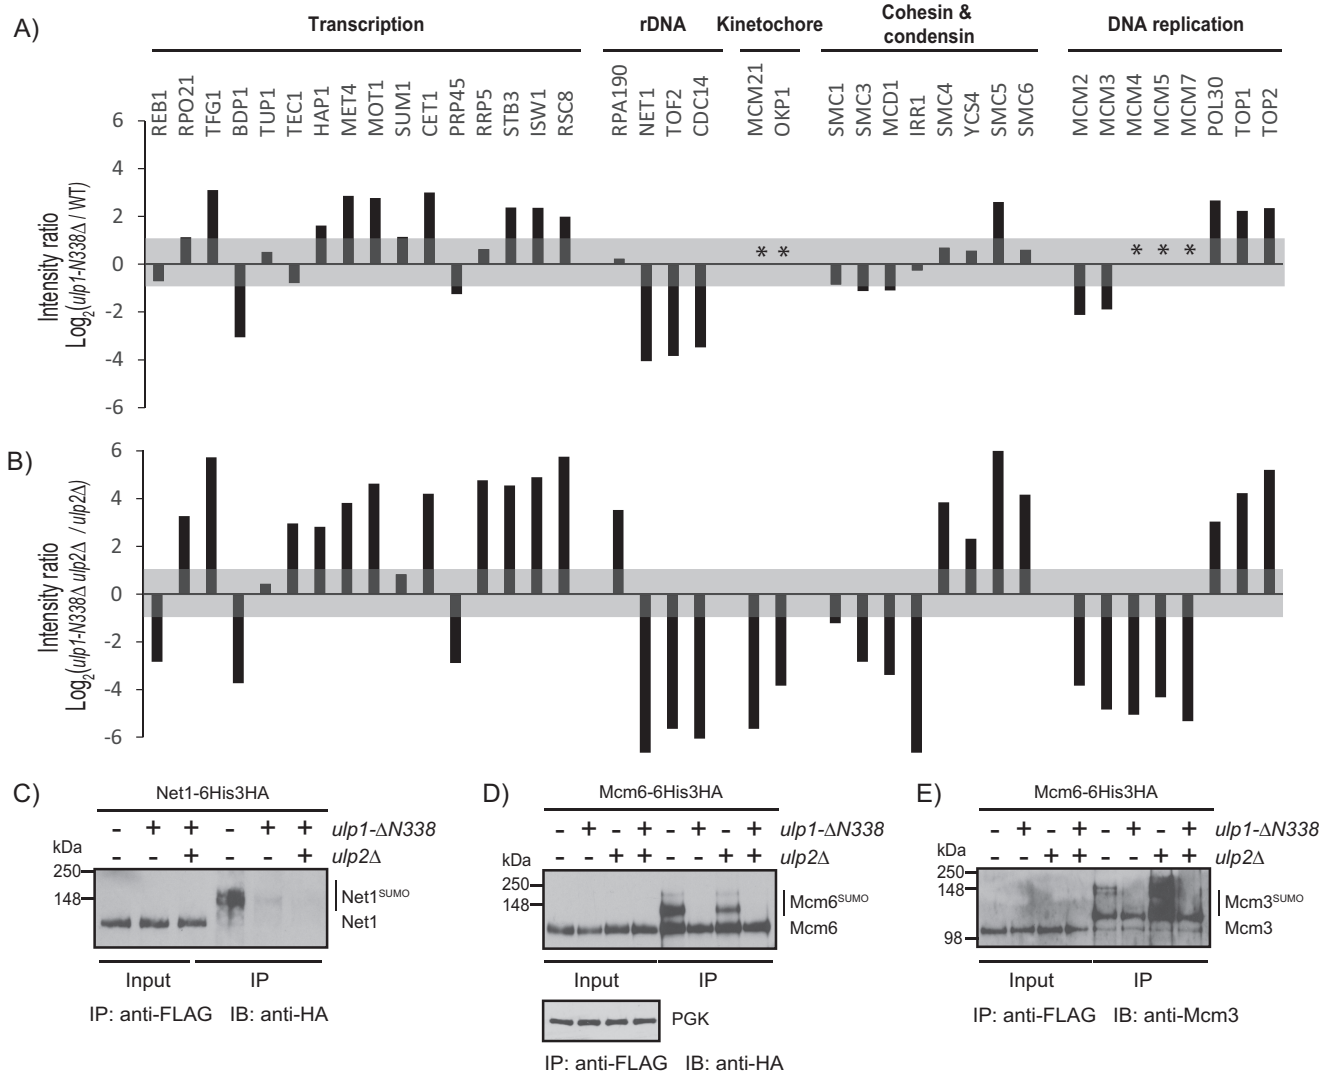 A)
Transcription
rDNA
Kinetochore
Cohesin &
condensin
DNA replication
REB1
RPO21
TFG1
BDP1
TUP1
TEC1
HAP1
MET4
MOT1
SUM1
CET1
PRP45
RRP5
STB3
ISW1
RSC8
RPA190
NET1
TOF2
CDC14
MCM21
OKP1
SMC1
SMC3
MCD1
IRR1
SMC4
YCS4
SMC5
SMC6
MCM2
MCM3
MCM4
MCM5
MCM7
POL30
TOP1
TOP2
Intensity ratio
Log₂(ulp1-N338Δ / WT)
6
4
2
0
-2
-4
-6
* *
* * *
B)
Intensity ratio
Log₂(ulp1-N338Δ ulp2Δ / ulp2Δ)
6
4
2
0
-2
-4
-6
C)
Net1-6His3HA
- + + - + + ulp1-ΔN338
- - + - - + ulp2Δ
kDa
250
148
Net1ˢᵁᴹᴼ
Net1
Input IP
IP: anti-FLAG IB: anti-HA
D)
Mcm6-6His3HA
- + - + - + - +
- - + + - - + +
kDa
250
148
Mcm6ˢᵁᴹᴼ
Mcm6
Input IP
PGK
IP: anti-FLAG IB: anti-HA
E)
Mcm6-6His3HA
- + - + - + - + ulp1-ΔN338
- - + + - - + + ulp2Δ
kDa
250
148
98
Mcm3ˢᵁᴹᴼ
Mcm3
Input IP
IP: anti-FLAG IB: anti-Mcm3